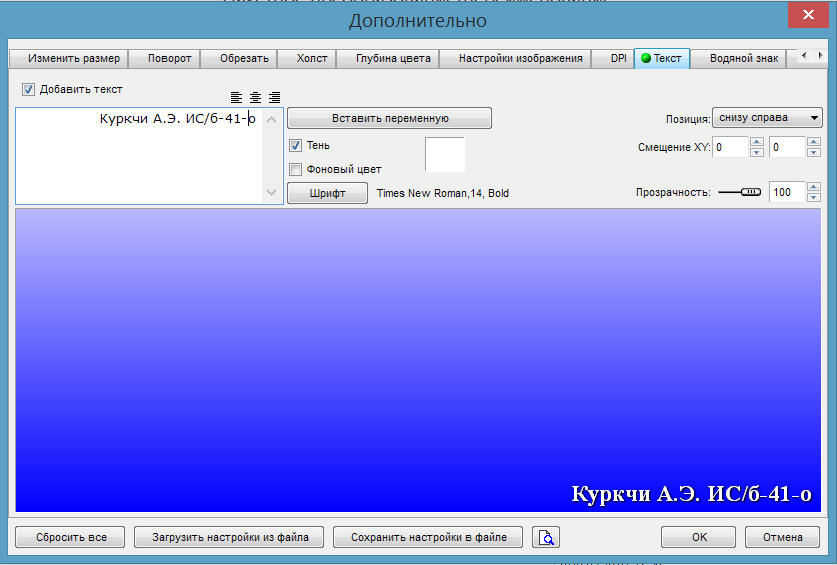 Дополнительно
Изменить размер Поворот Обрезать Холст Глубина цвета Настройки изображения DPI Текст Водяной знак
Добавить текст
Куркчи А.Э. ИС/б-41-о
Вставить переменную
Позиция: снизу справа
Тень
Смещение XY: 0 0
Фоновый цвет
Шрифт Times New Roman,14, Bold
Прозрачность: 100
Куркчи А.Э. ИС/б-41-о
Сбросить все Загрузить настройки из файла Сохранить настройки в файле OK Отмена